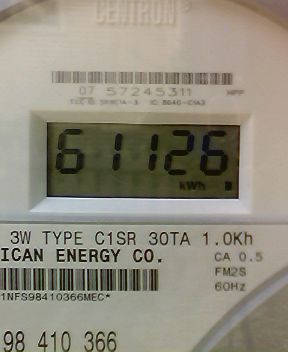 CENTRON®
07 57245311
61126
kWh
3W TYPE C1SR 30TA 1.0Kh
ICAN ENERGY CO.
CA 0.5
FM2S
60Hz
1NFS98410366MEC*
98 410 366